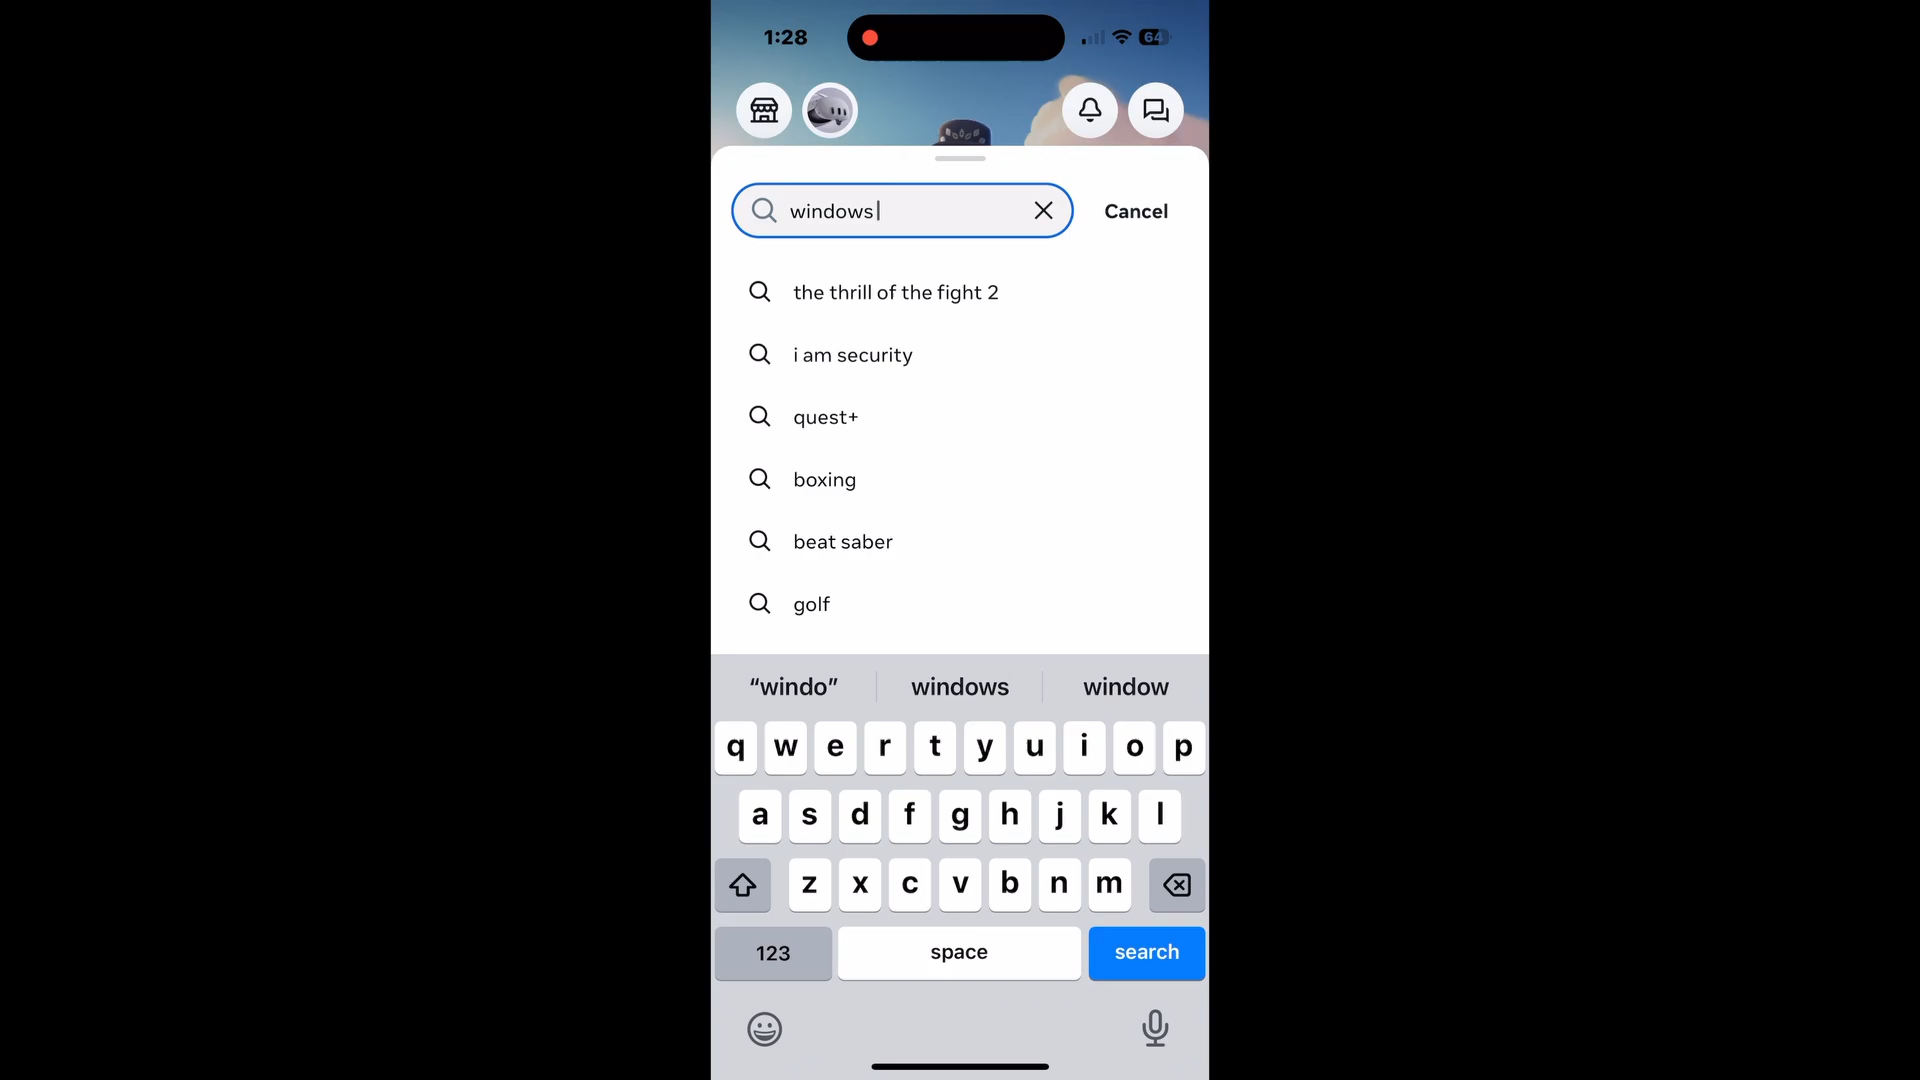 1:28
64
windows
Cancel
the thrill of the fight 2
i am security
quest+
boxing
beat saber
golf
“windo” windows window
q w e r t y u i o p
a s d f g h j k l
z x c v b n m
123 space search